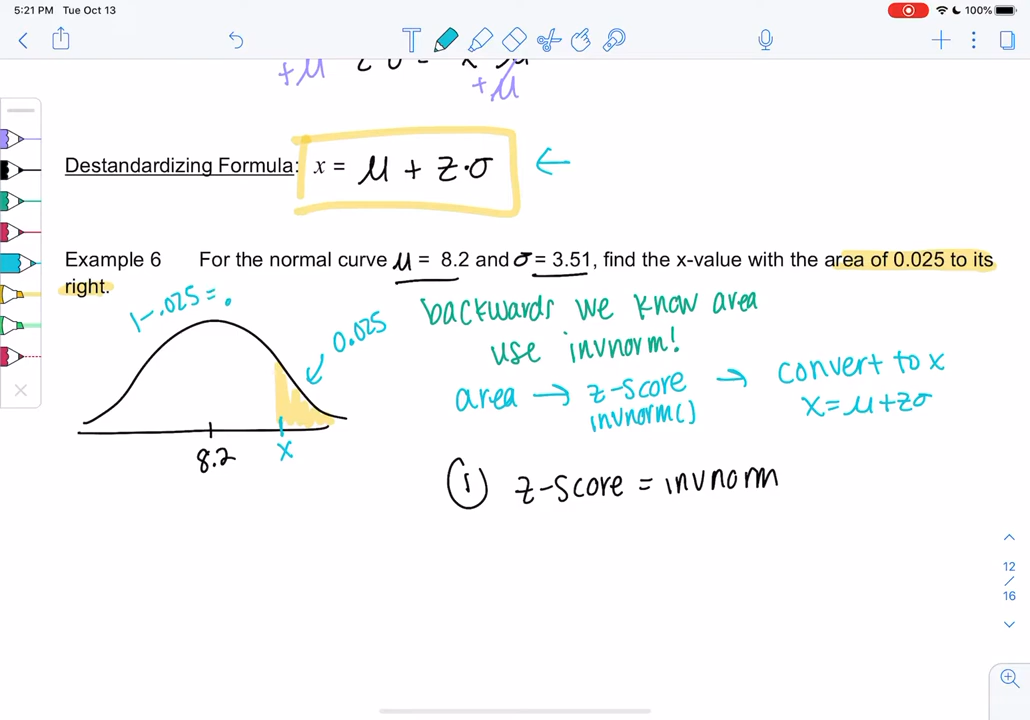 5:21 PM Tue Oct 13
100%
T
+μ zσ = x
+μ
Destandardizing Formula: x = μ + z·σ ←
Example 6 For the normal curve μ = 8.2 and σ = 3.51, find the x-value with the area of 0.025 to its
right.
1-.025=.
0.025
8.2
x
backwards we know area
use invnorm!
area → z-score → convert to x
invnorm() x=μ+zσ
① z-score = invnorm
12
/
16